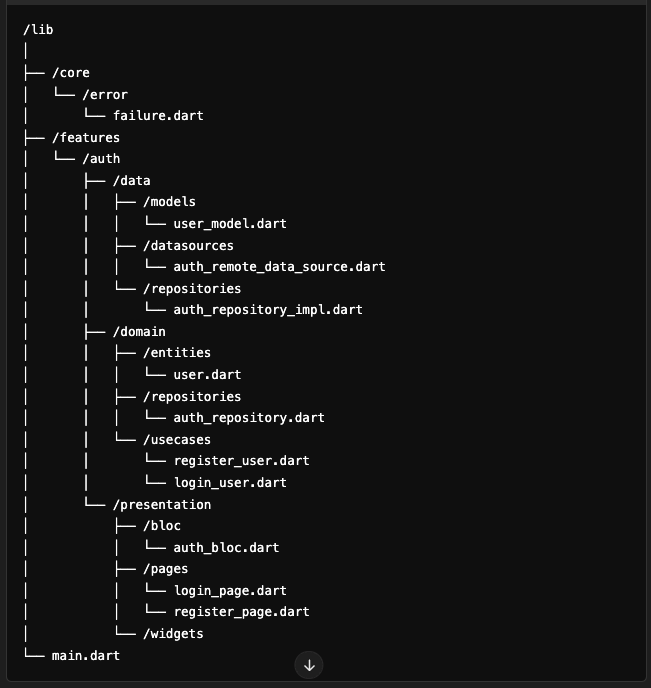 /lib
│
├── /core
│   └── /error
│       └── failure.dart
├── /features
│   └── /auth
│       ├── /data
│       │   ├── /models
│       │   │   └── user_model.dart
│       │   ├── /datasources
│       │   │   └── auth_remote_data_source.dart
│       │   └── /repositories
│       │       └── auth_repository_impl.dart
│       ├── /domain
│       │   ├── /entities
│       │   │   └── user.dart
│       │   ├── /repositories
│       │   │   └── auth_repository.dart
│       │   └── /usecases
│       │       └── register_user.dart
│       │       └── login_user.dart
│       └── /presentation
│           ├── /bloc
│           │   └── auth_bloc.dart
│           ├── /pages
│           │   └── login_page.dart
│           │   └── register_page.dart
│           └── /widgets
└── main.dart